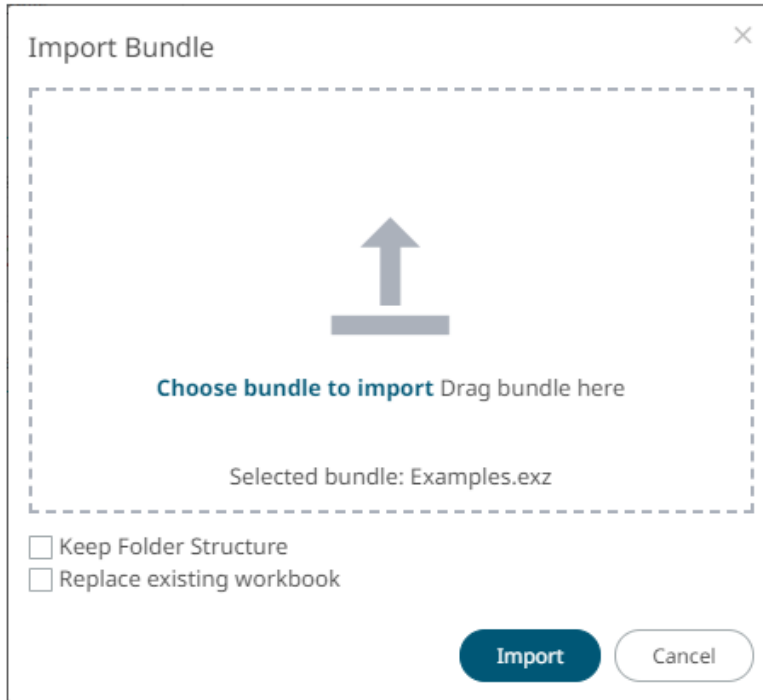 Import Bundle
Choose bundle to import Drag bundle here
Selected bundle: Examples.exz
Keep Folder Structure
Replace existing workbook
Import
Cancel